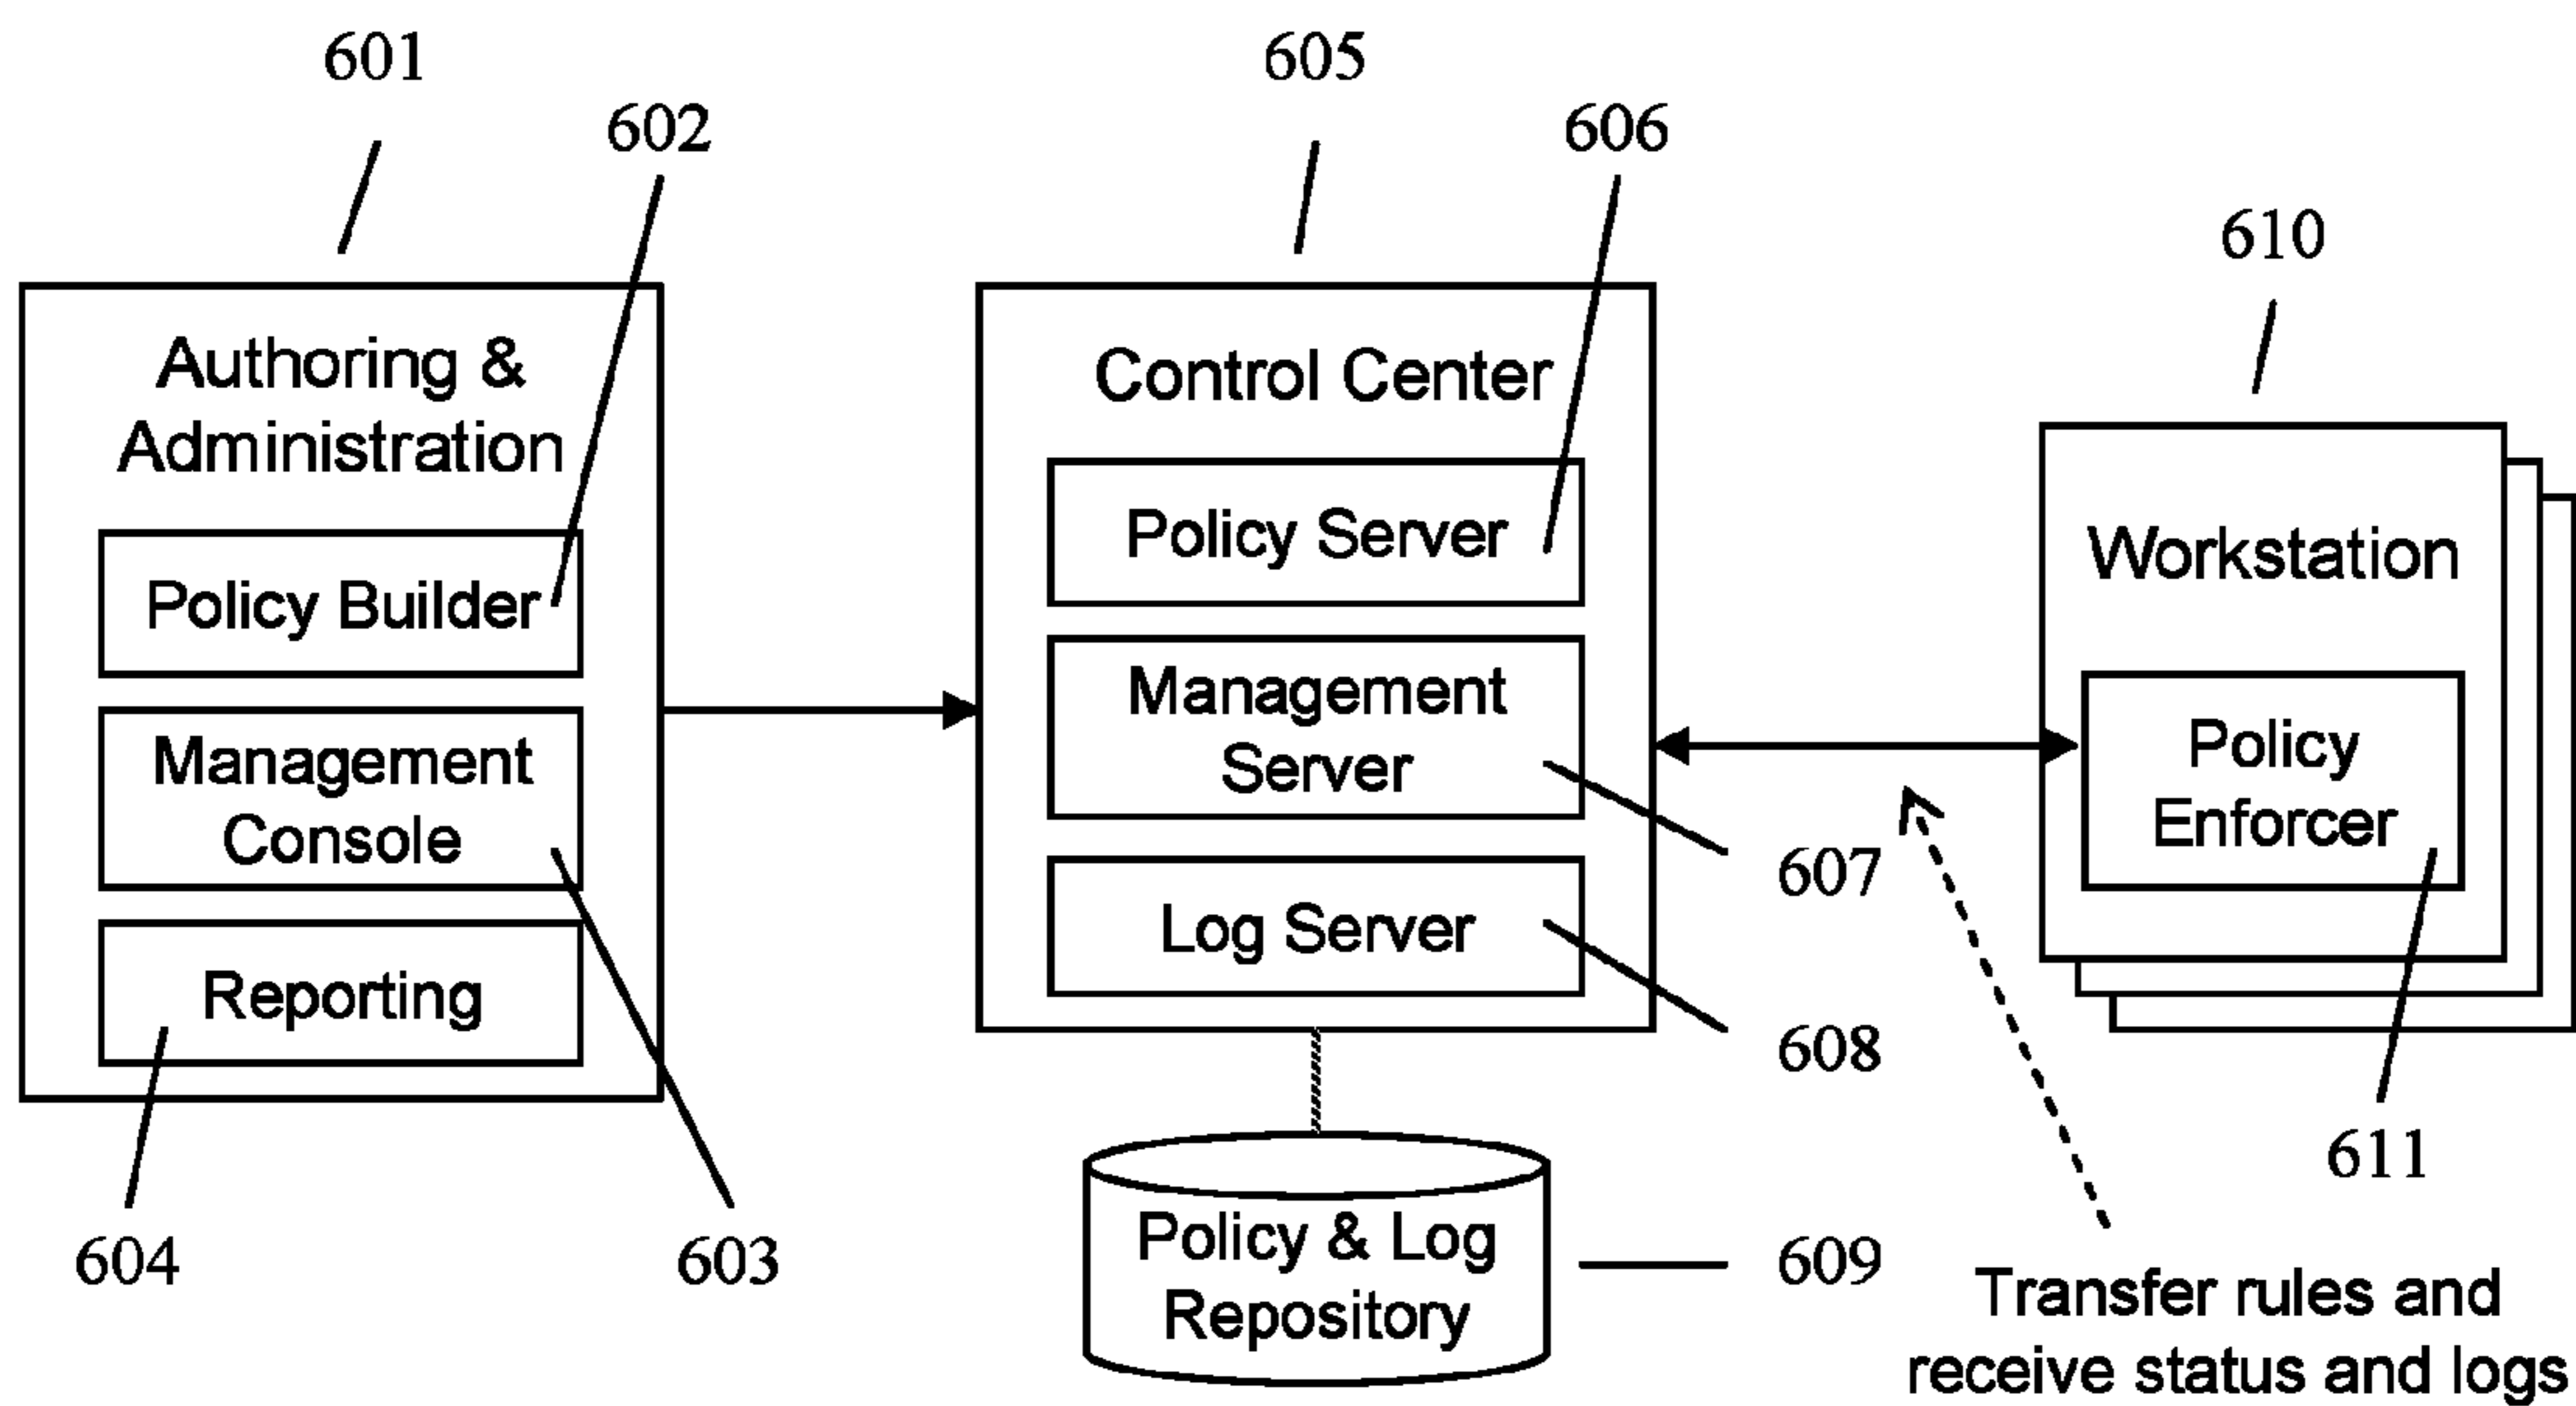 601
602
Authoring &
Administration
Policy Builder
Management
Console
Reporting
604
603
605
606
Control Center
Policy Server
Management
Server
Log Server
607
608
Policy & Log
Repository
609
610
Workstation
Policy
Enforcer
611
Transfer rules and
receive status and logs